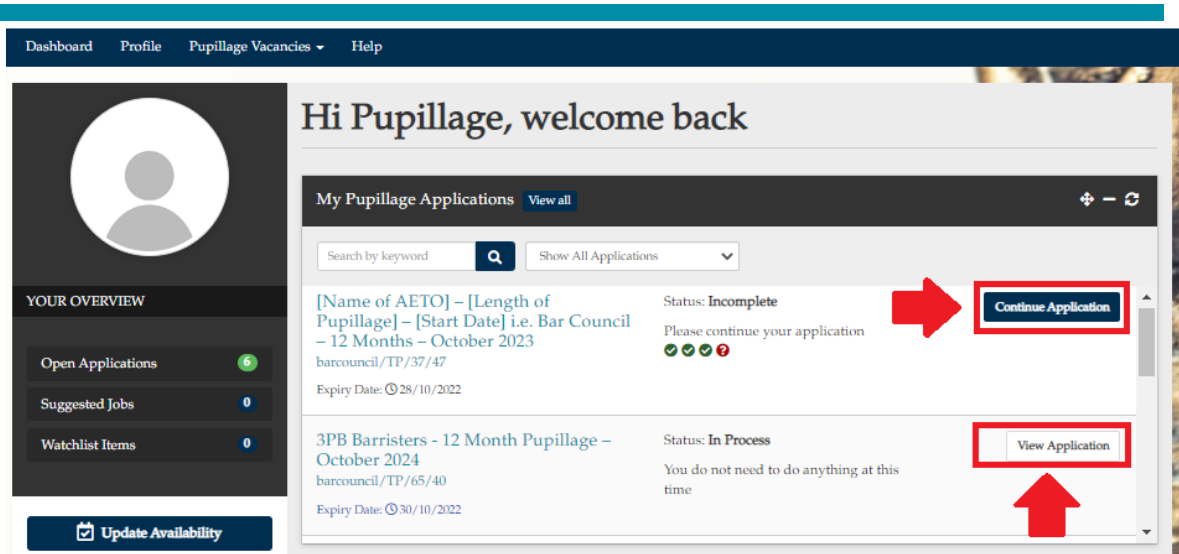 Dashboard Profile Pupillage Vacancies Help
Hi Pupillage, welcome back
My Pupillage Applications View all
Search by keyword Show All Applications
YOUR OVERVIEW
Open Applications 6
Suggested Jobs 0
Watchlist Items 0
Update Availability
[Name of AETO] – [Length of
Pupillage] – [Start Date] i.e. Bar Council
– 12 Months – October 2023
barcouncil/TP/37/47
Expiry Date: 28/10/2022
Status: Incomplete
Please continue your application
Continue Application
3PB Barristers - 12 Month Pupillage –
October 2024
barcouncil/TP/65/40
Expiry Date: 30/10/2022
Status: In Process
You do not need to do anything at this
time
View Application